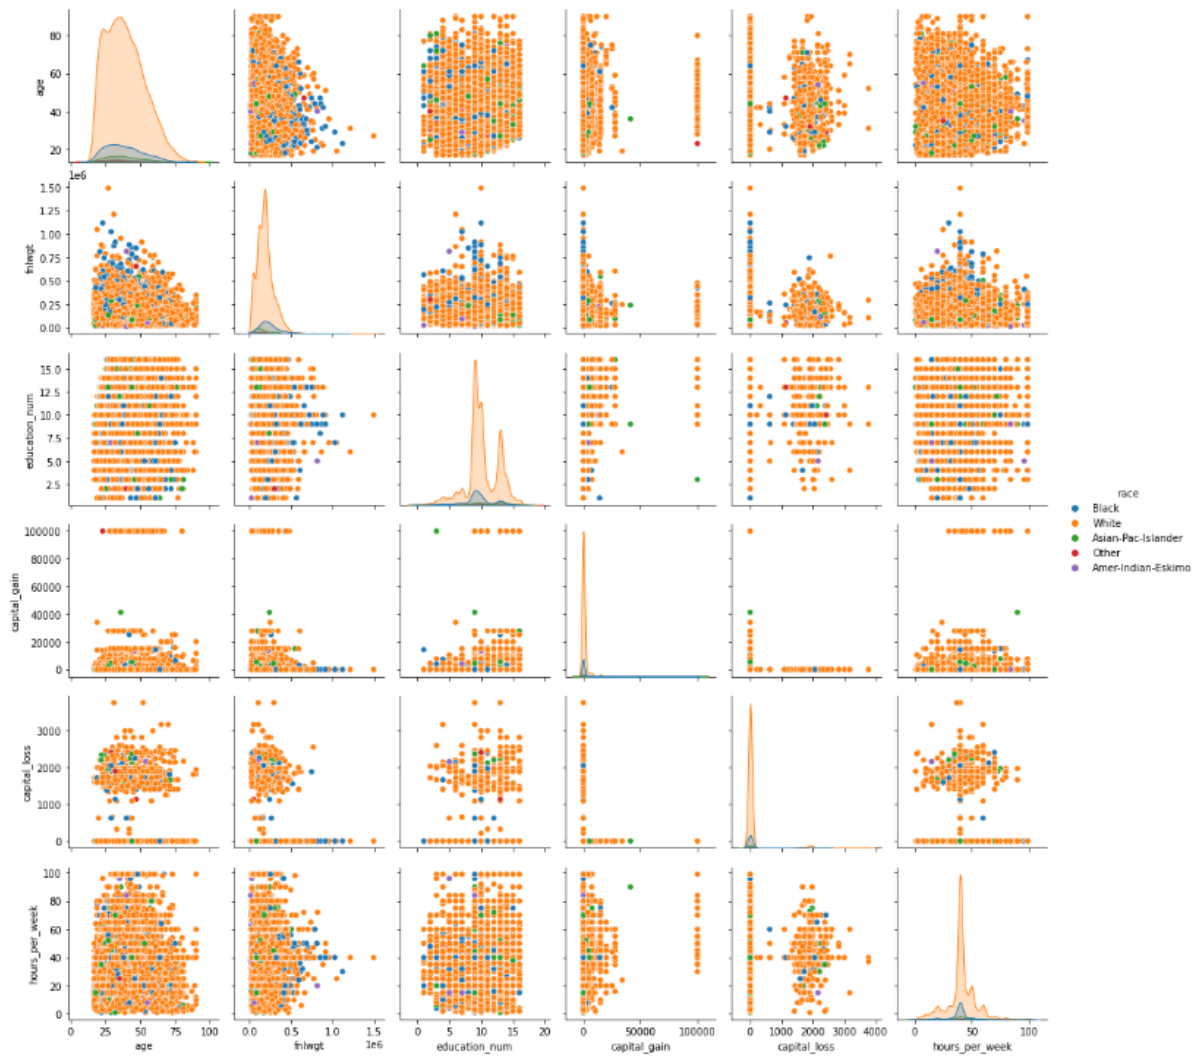 80
60
40
20
age
0
25
50
75
100
0.0
0.5
1.0
1.5
1e6
0
5
10
15
20
0
50000
100000
0
1000
2000
3000
4000
0
50
100
1e6
1.50
1.25
1.00
0.75
0.50
0.25
0.00
fnlwgt
15.0
12.5
10.0
7.5
5.0
2.5
education_num
race
Black
White
Asian-Pac-Islander
Other
Amer-Indian-Eskimo
100000
80000
60000
40000
20000
0
capital_gain
3000
2000
1000
0
capital_loss
100
80
60
40
20
0
hours_per_week
age
fnlwgt
education_num
capital_gain
capital_loss
hours_per_week